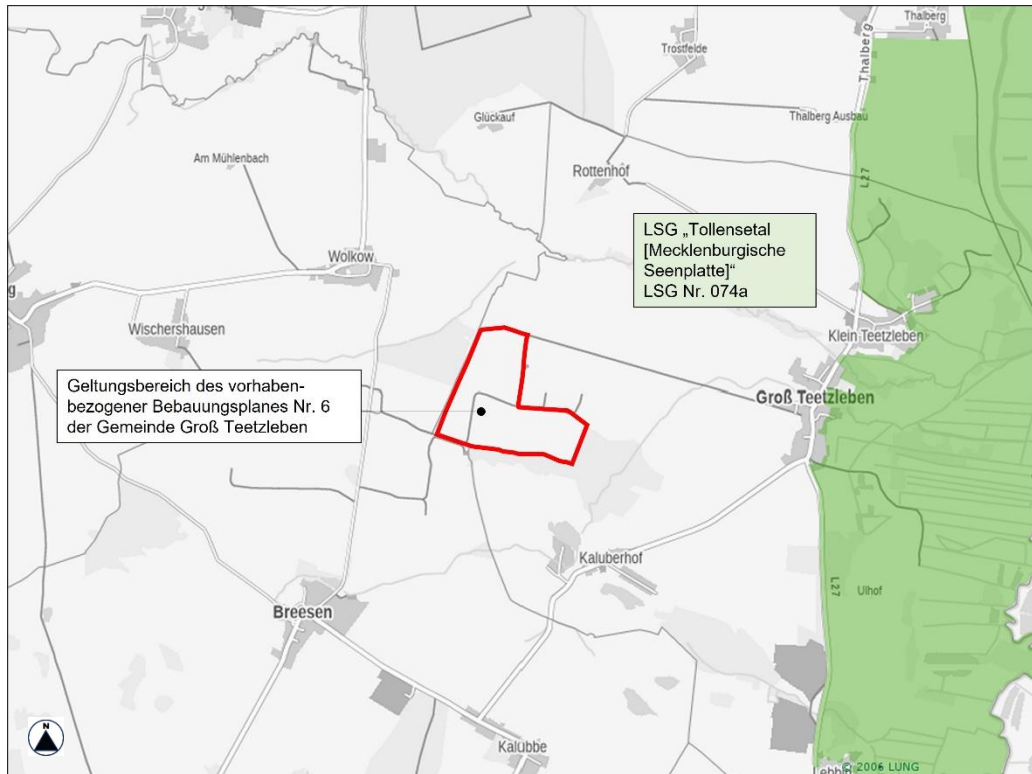 Thalberg
Trostfelde
Thalberg
Glückauf
Thalberg Ausbau
Am Mühlenbach
Rottenhof
L27
LSG „Tollensetal
[Mecklenburgische
Seenplatte]“
LSG Nr. 074a
Wolkow
g
Wischershausen
Klein Teetzleben
Geltungsbereich des vorhaben-
bezogener Bebauungsplanes Nr. 6
der Gemeinde Groß Teetzleben
Groß Teetzleben
Kaluberhof
L27
Ulhof
Breesen
N
Kalübbe
© 2006 LUNG